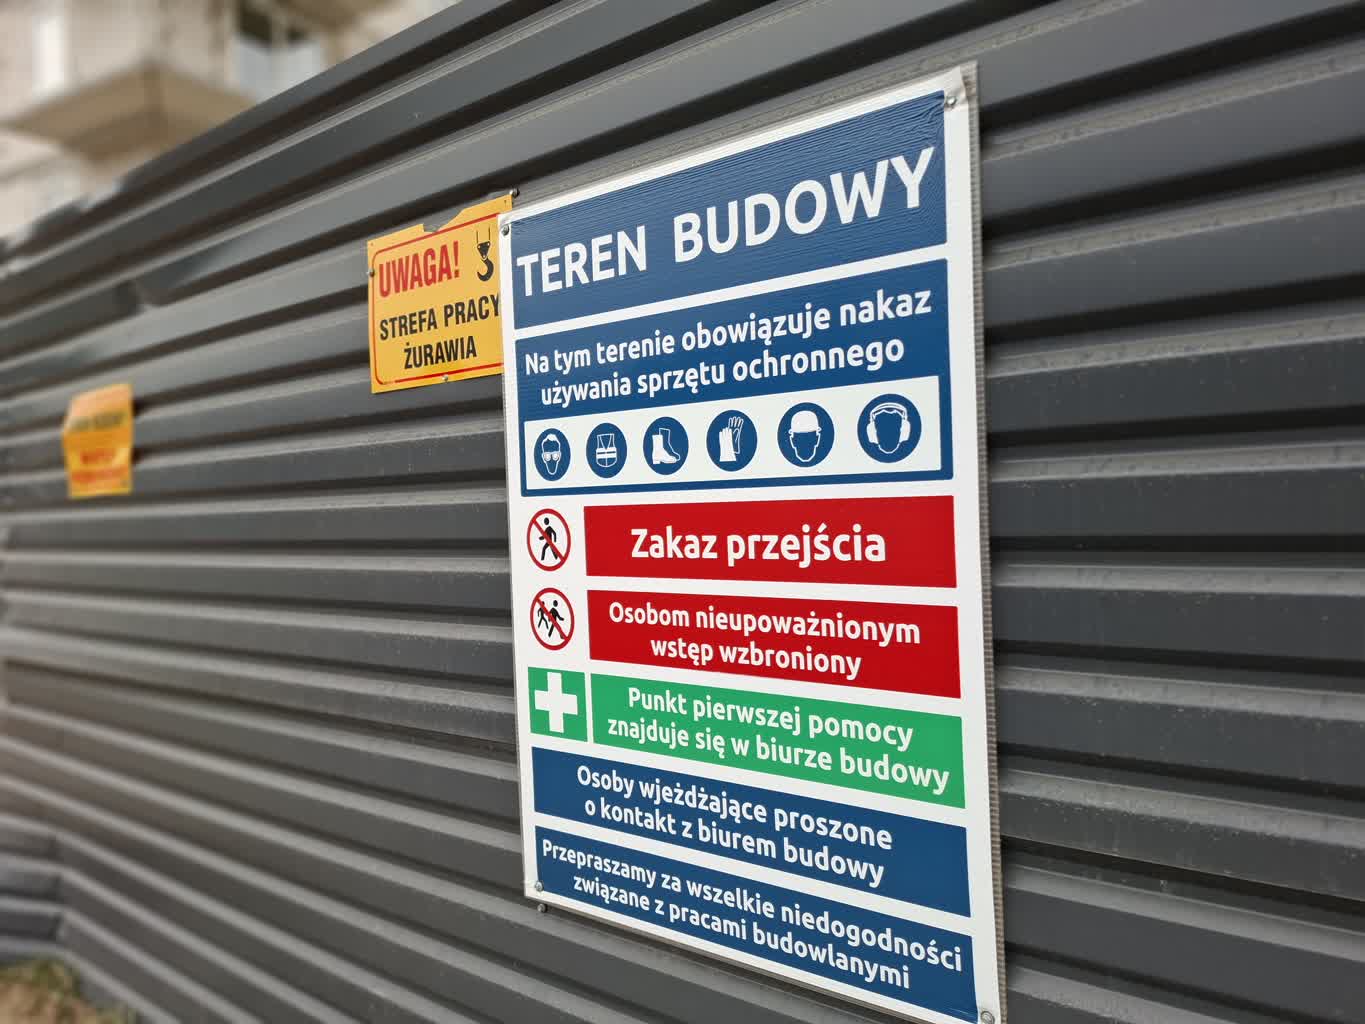 UWAGA!
STREFA PRACY
ŻURAWIA
TEREN BUDOWY
Na tym terenie obowiązuje nakaz
używania sprzętu ochronnego
Zakaz przejścia
Osobom nieupoważnionym
wstęp wzbroniony
Punkt pierwszej pomocy
znajduje się w biurze budowy
Osoby wjeżdżające proszone
o kontakt z biurem budowy
Przepraszamy za wszelkie niedogodności
związane z pracami budowlanymi